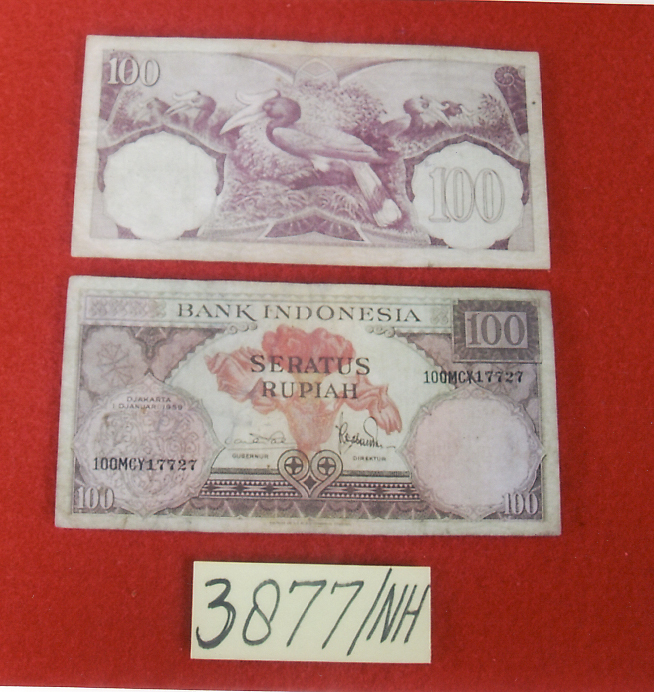 100
100
BANK INDONESIA
100
SERATUS
RUPIAH
100MCY17727
DJAKARTA
1 DJANUARI 1959
GUBERNUR
DIREKTUR
100MCY17727
100
100
3877/NH